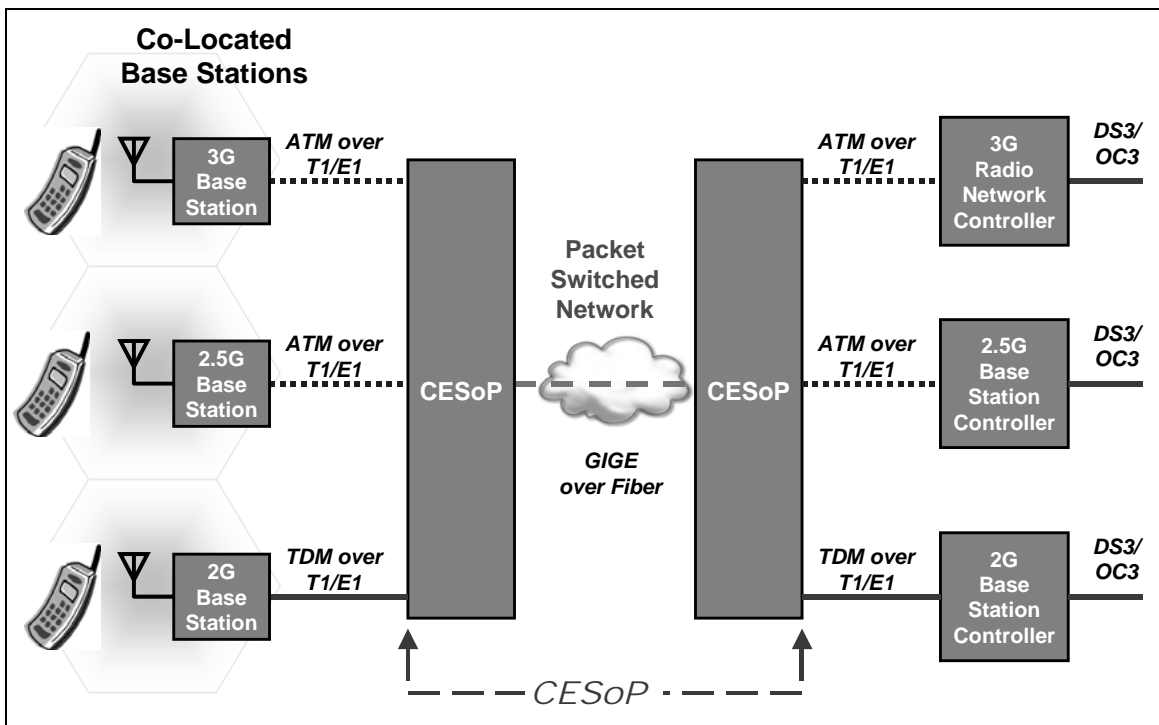 Co-Located
Base Stations
3G
Base
Station
ATM over
T1/E1
ATM over
T1/E1
3G
Radio
Network
Controller
DS3/
OC3
Packet
Switched
Network
2.5G
Base
Station
ATM over
T1/E1
CESoP
CESoP
ATM over
T1/E1
2.5G
Base
Station
Controller
DS3/
OC3
GIGE
over Fiber
2G
Base
Station
TDM over
T1/E1
TDM over
T1/E1
2G
Base
Station
Controller
DS3/
OC3
CESoP